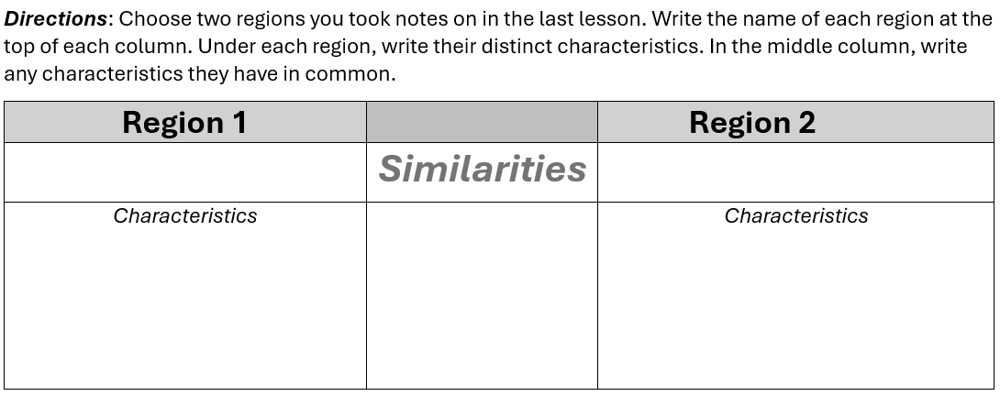 Directions: Choose two regions you took notes on in the last lesson. Write the name of each region at the
top of each column. Under each region, write their distinct characteristics. In the middle column, write
any characteristics they have in common.
Region 1
Region 2
Similarities
Characteristics
Characteristics